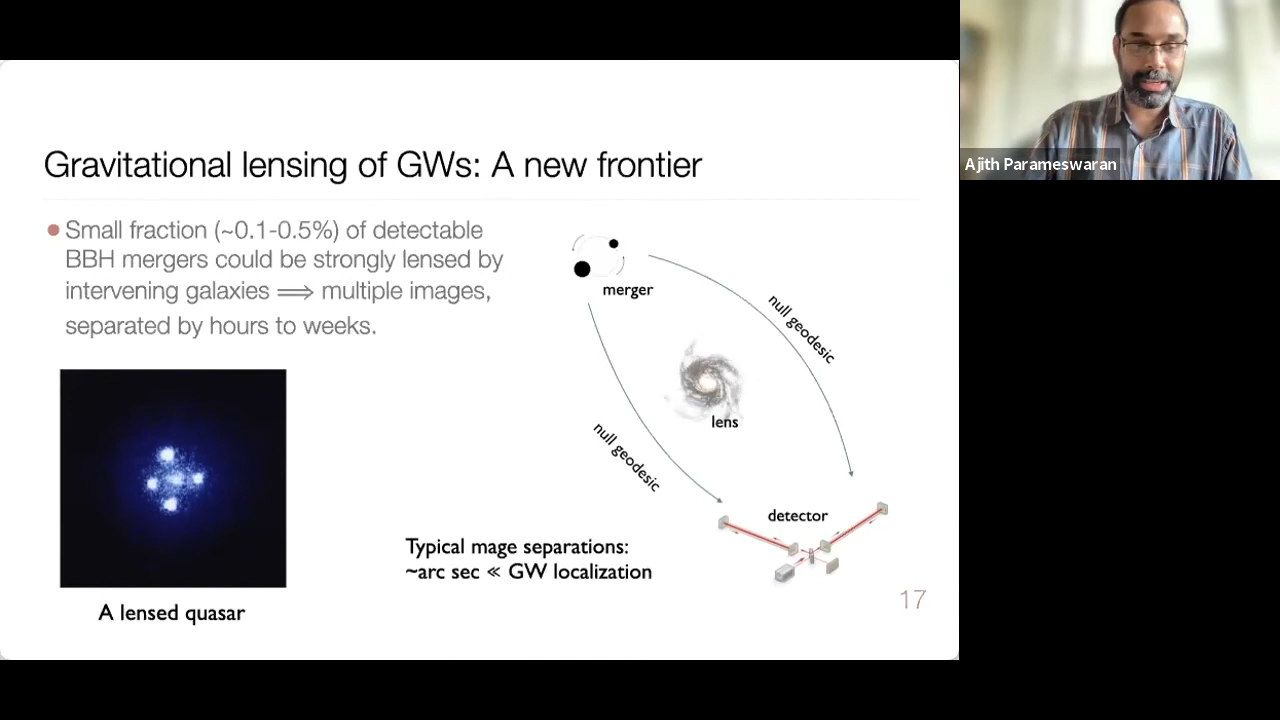 Gravitational lensing of GWs: A new frontier
Small fraction (~0.1-0.5%) of detectable
BBH mergers could be strongly lensed by
intervening galaxies ⟹ multiple images,
separated by hours to weeks.
merger
null geodesic
lens
null geodesic
detector
Typical mage separations:
~arc sec ≪ GW localization
A lensed quasar
17
Ajith Parameswaran